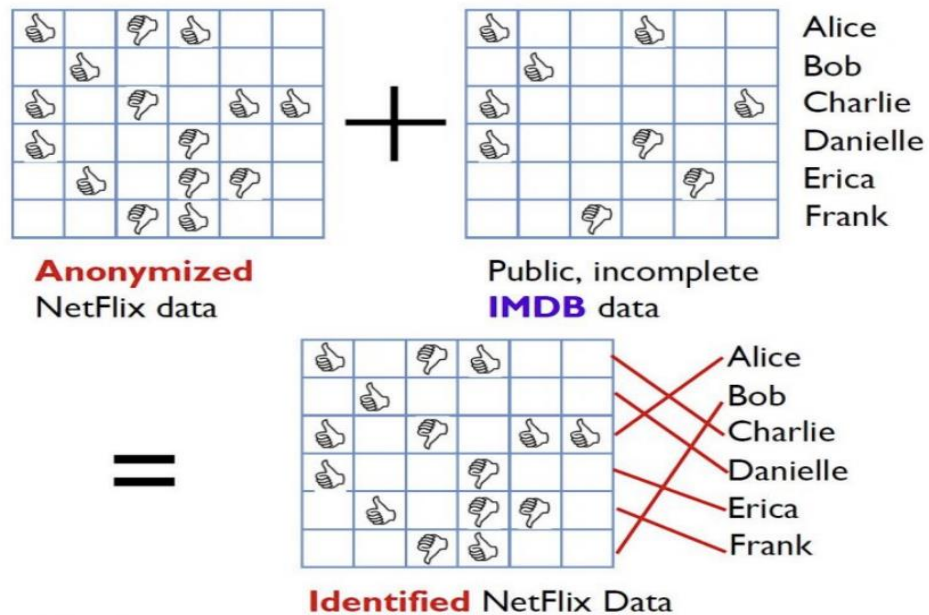 Alice
Bob
Charlie
Danielle
Erica
Frank
Anonymized
NetFlix data
Public, incomplete
IMDB data
Alice
Bob
Charlie
Danielle
Erica
Frank
Identified NetFlix Data